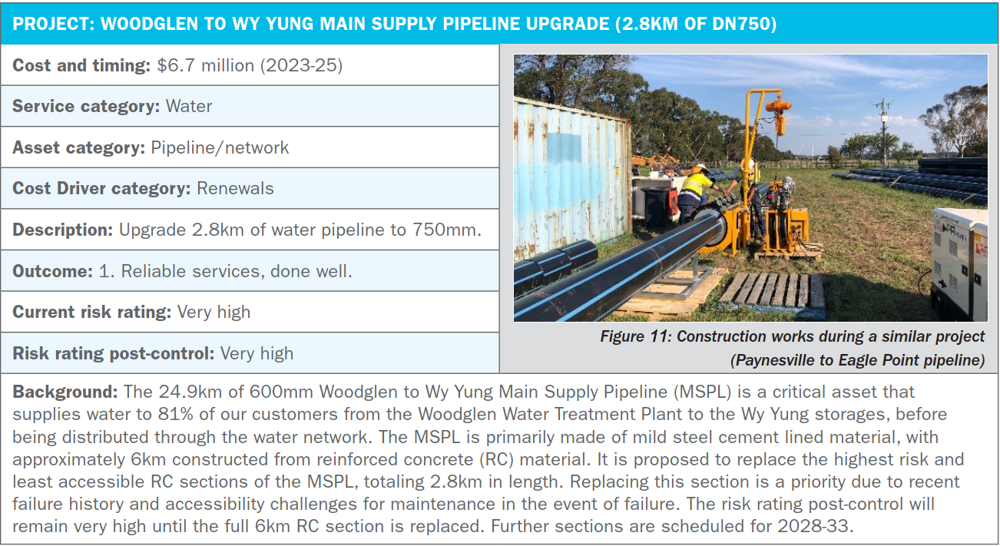 PROJECT: WOODGLEN TO WY YUNG MAIN SUPPLY PIPELINE UPGRADE (2.8KM OF DN750)
Cost and timing: $6.7 million (2023-25)
Service category: Water
Asset category: Pipeline/network
Cost Driver category: Renewals
Description: Upgrade 2.8km of water pipeline to 750mm.
Outcome: 1. Reliable services, done well.
Current risk rating: Very high
Risk rating post-control: Very high
Figure 11: Construction works during a similar project
(Paynesville to Eagle Point pipeline)
Background: The 24.9km of 600mm Woodglen to Wy Yung Main Supply Pipeline (MSPL) is a critical asset that
supplies water to 81% of our customers from the Woodglen Water Treatment Plant to the Wy Yung storages, before
being distributed through the water network. The MSPL is primarily made of mild steel cement lined material, with
approximately 6km constructed from reinforced concrete (RC) material. It is proposed to replace the highest risk and
least accessible RC sections of the MSPL, totaling 2.8km in length. Replacing this section is a priority due to recent
failure history and accessibility challenges for maintenance in the event of failure. The risk rating post-control will
remain very high until the full 6km RC section is replaced. Further sections are scheduled for 2028-33.